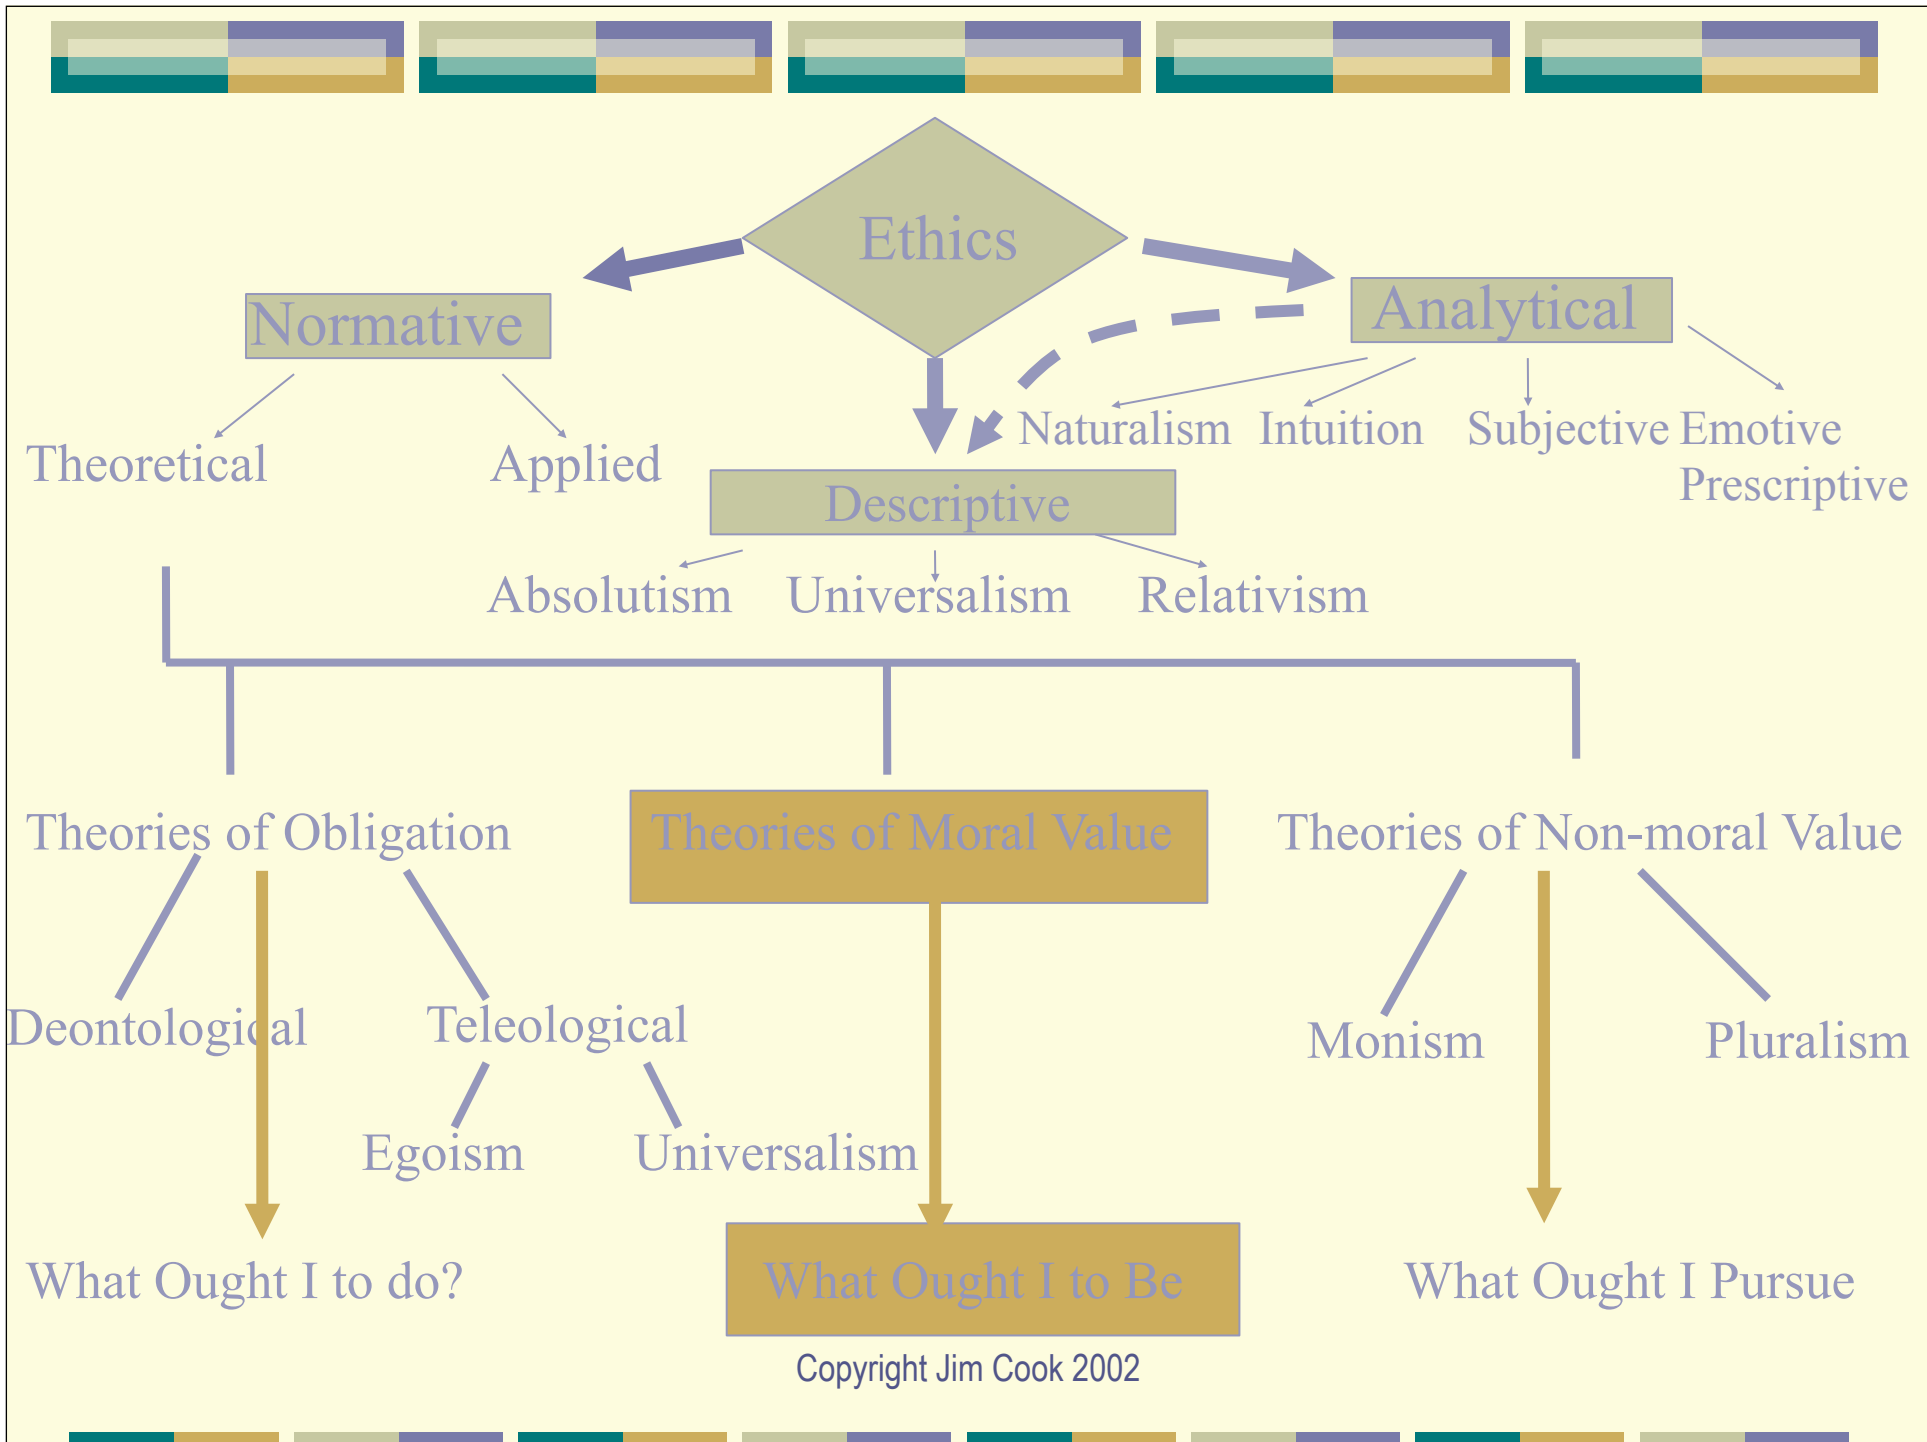 Ethics
Normative
Analytical
Naturalism
Intuition
Subjective
Emotive
Prescriptive
Theoretical
Applied
Descriptive
Absolutism
Universalism
Relativism
Theories of Obligation
Theories of Moral Value
Theories of Non-moral Value
Deontological
Teleological
Monism
Pluralism
Egoism
Universalism
What Ought I to do?
What Ought I to Be
What Ought I Pursue
Copyright Jim Cook 2002